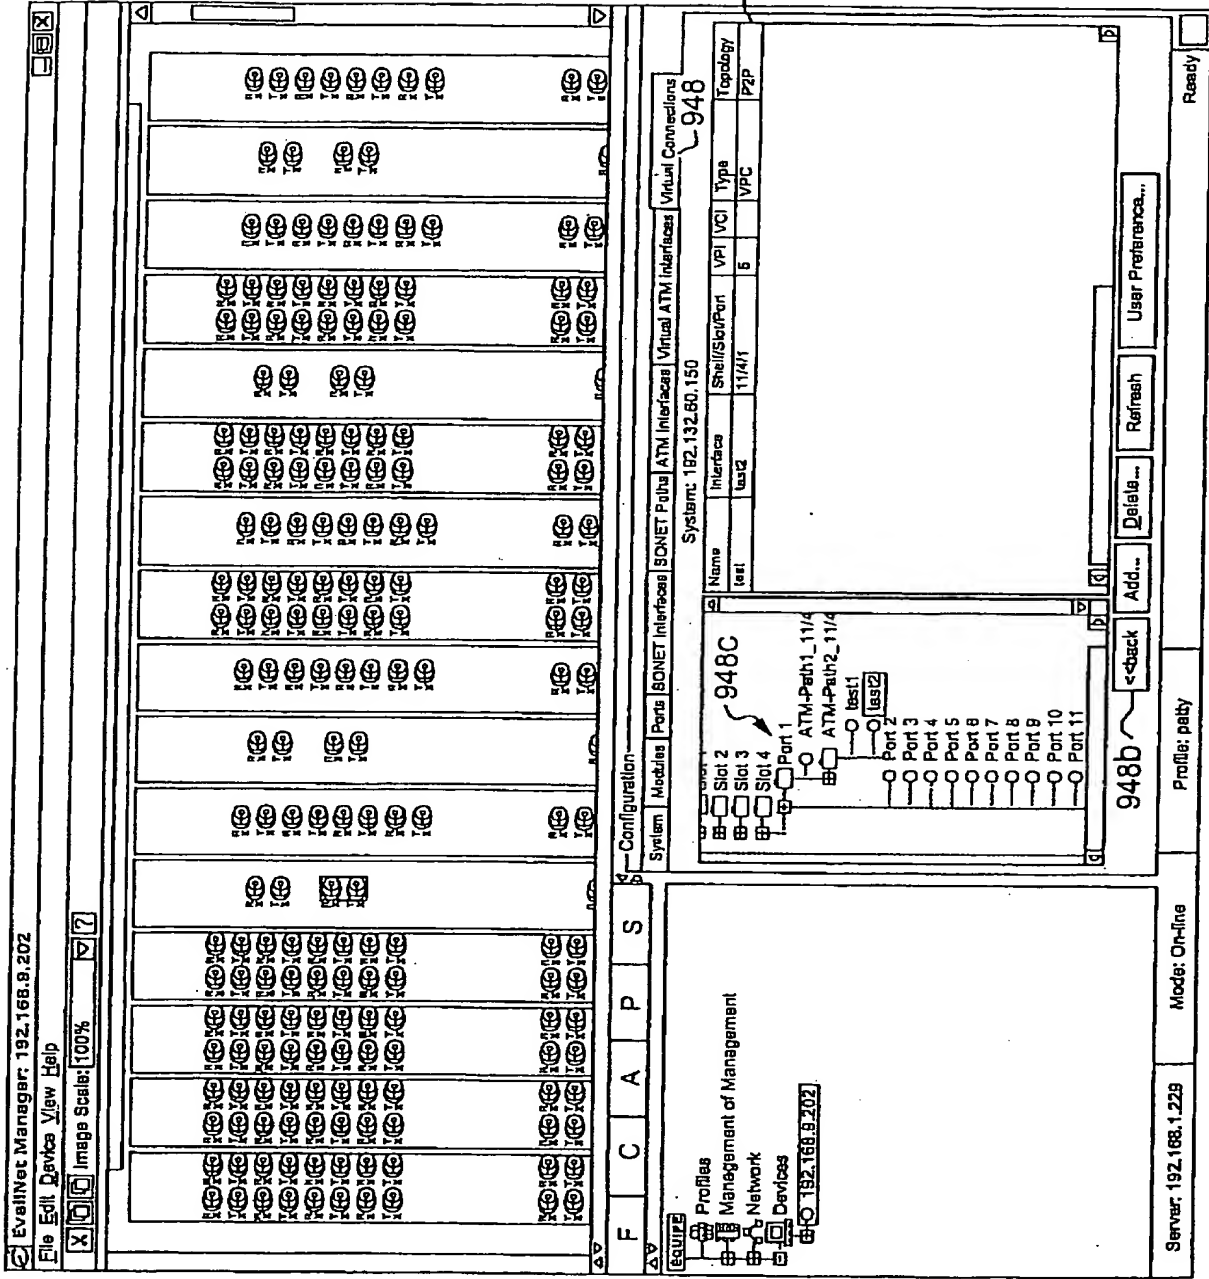 EvallNet Manager: 192.168.9.202
File Edit Device View Help
Image Scale: 100% ?
F C A P S
EQUIPE
Profiles
Management of Management
Network
Devices
192.168.9.202
Configuration
System Modules Ports SONET Interfaces SONET Paths ATM Interfaces Virtual ATM Interfaces Virtual Connections
948
System: 192.132.60.150
Slot 2
Slot 3
Slot 4
Port 1
948C
ATM-Path1_11/4
ATM-Path2_11/4
test1
test2
Port 2
Port 3
Port 4
Port 5
Port 6
Port 7
Port 8
Port 9
Port 10
Port 11
Name Interface Shelf/Slot/Port VPI VCI Type Topology
test test2 11/4/1 5 VPC P2P
948b
<<back Add... Delete... Refresh User Preference...
Server: 192.168.1.229 Mode: On-line Profile: patty Ready